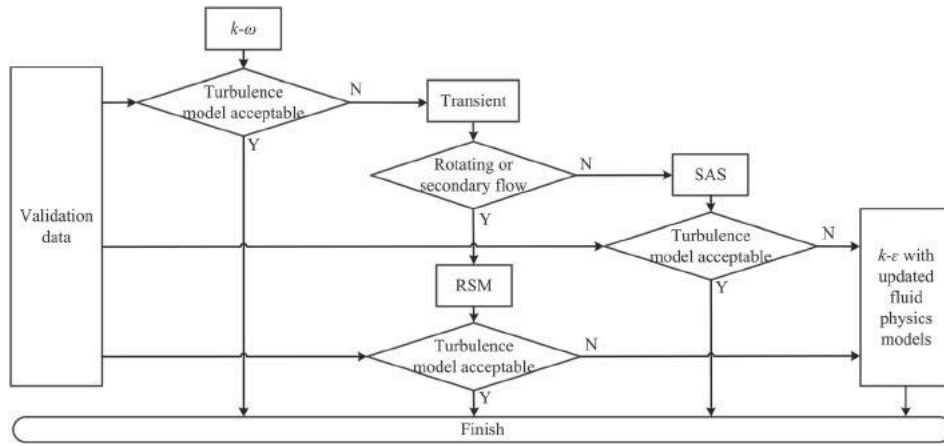 k-ω
Turbulence
model acceptable
N
Y
Transient
Rotating or
secondary flow
N
Y
SAS
Validation
data
Turbulence
model acceptable
N
Y
k-ε with
updated
fluid
physics
models
RSM
Turbulence
model acceptable
N
Y
Finish